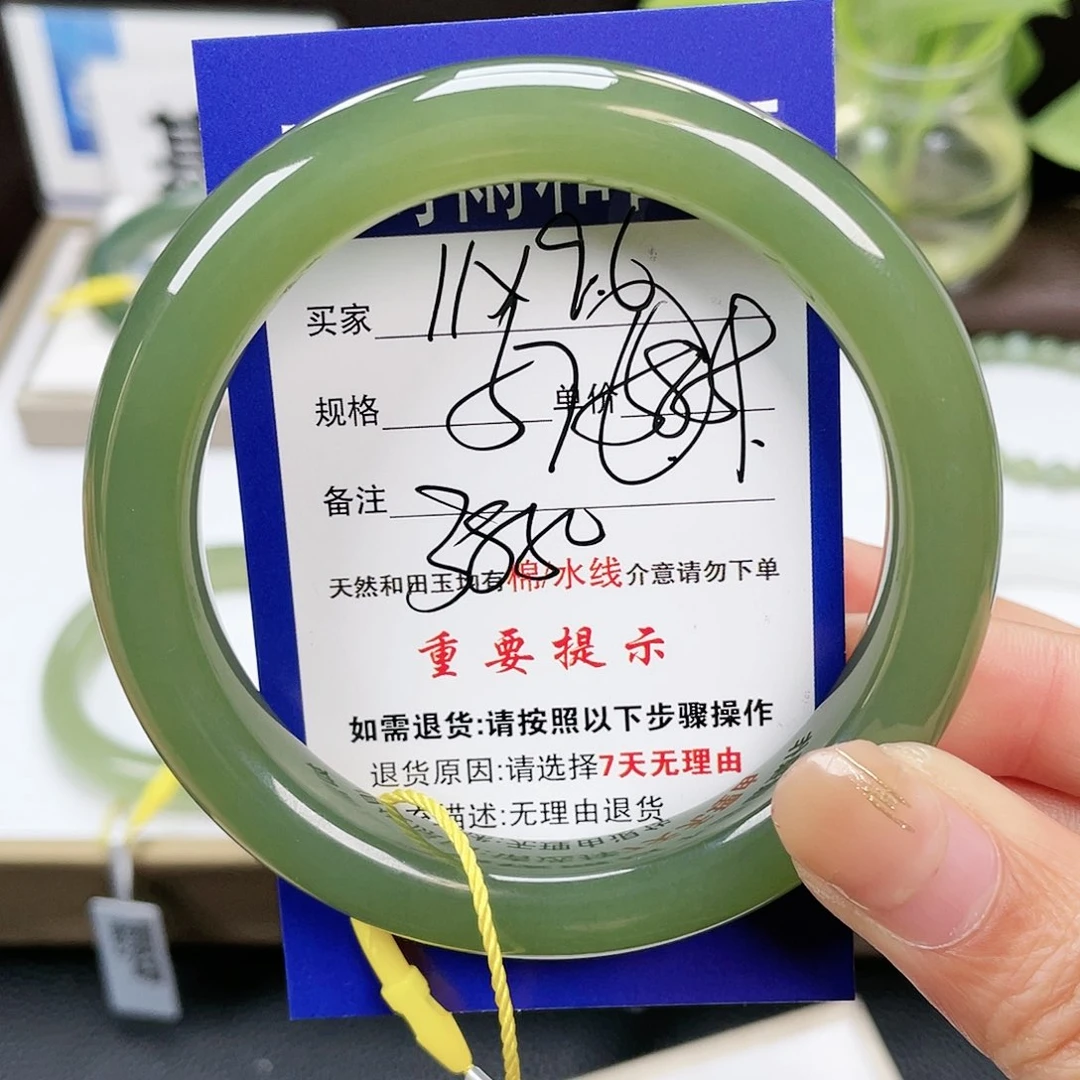 11X9.6
买家
规格 57 单价
备注 3850
天然和田玉均有棉/水线介意请勿下单
重要提示
如需退货:请按照以下步骤操作
退货原因:请选择7天无理由
描述:无理由退货